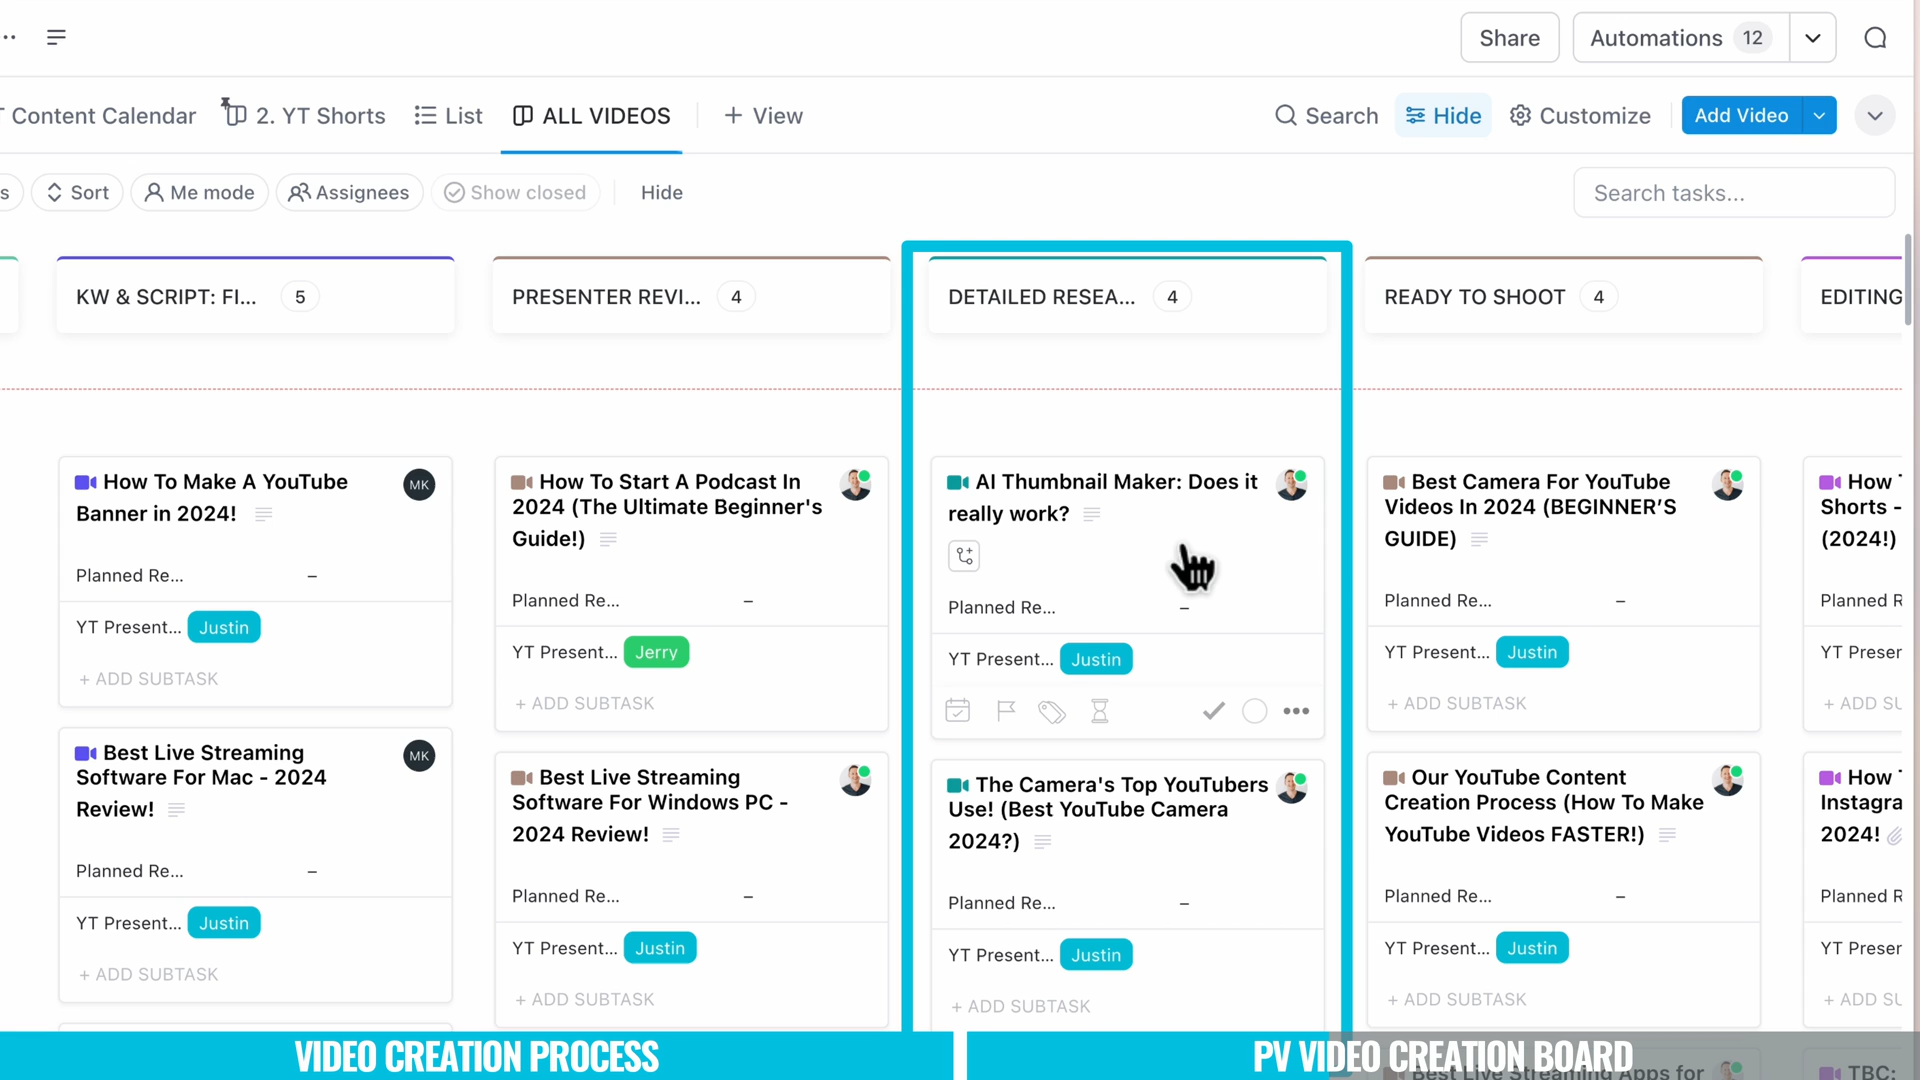 Share
Automations 12
Content Calendar
2. YT Shorts
List
ALL VIDEOS
+ View
Search
Hide
Customize
Add Video
s
Sort
Me mode
Assignees
Show closed
Hide
Search tasks...
KW & SCRIPT: FI... 5
How To Make A YouTube
Banner in 2024!
MK
Planned Re... –
YT Present... Justin
+ ADD SUBTASK
Best Live Streaming
Software For Mac - 2024
Review!
MK
Planned Re... –
YT Present... Justin
+ ADD SUBTASK
PRESENTER REVI... 4
How To Start A Podcast In
2024 (The Ultimate Beginner's
Guide!)
Planned Re... –
YT Present... Jerry
+ ADD SUBTASK
Best Live Streaming
Software For Windows PC -
2024 Review!
Planned Re... –
YT Present... Justin
+ ADD SUBTASK
DETAILED RESEA... 4
AI Thumbnail Maker: Does it
really work?
Planned Re... –
YT Present... Justin
The Camera's Top YouTubers
Use! (Best YouTube Camera
2024?)
Planned Re... –
YT Present... Justin
+ ADD SUBTASK
READY TO SHOOT 4
Best Camera For YouTube
Videos In 2024 (BEGINNER’S
GUIDE)
Planned Re... –
YT Present... Justin
+ ADD SUBTASK
Our YouTube Content
Creation Process (How To Make
YouTube Videos FASTER!)
Planned Re... –
YT Present... Justin
+ ADD SUBTASK
Best Live Streaming Apps for
EDITING
How
Shorts -
(2024!)
Planned R
YT Preser
+ ADD SU
How
Instagra
2024!
Planned R
YT Preser
+ ADD SU
TBC:
VIDEO CREATION PROCESS
PV VIDEO CREATION BOARD